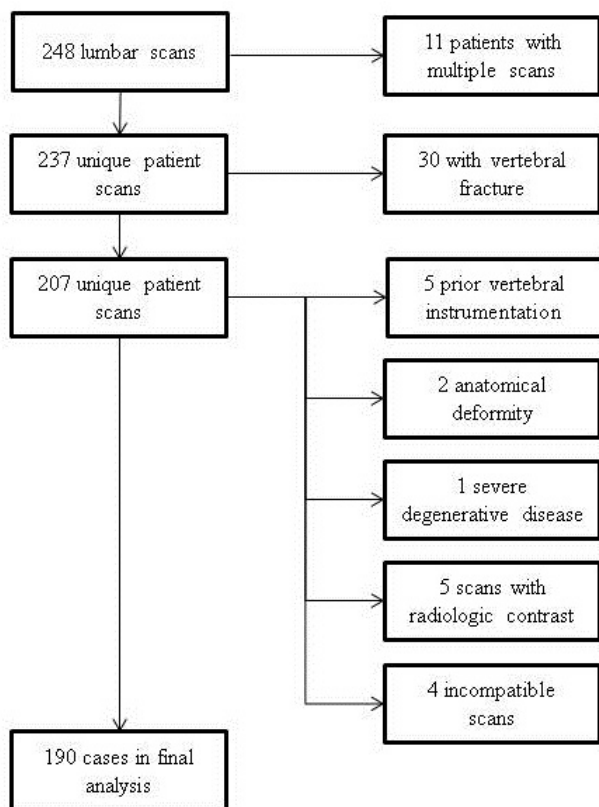 248 lumbar scans
11 patients with
multiple scans
237 unique patient
scans
30 with vertebral
fracture
207 unique patient
scans
5 prior vertebral
instrumentation
2 anatomical
deformity
1 severe
degenerative disease
5 scans with
radiologic contrast
4 incompatible
scans
190 cases in final
analysis